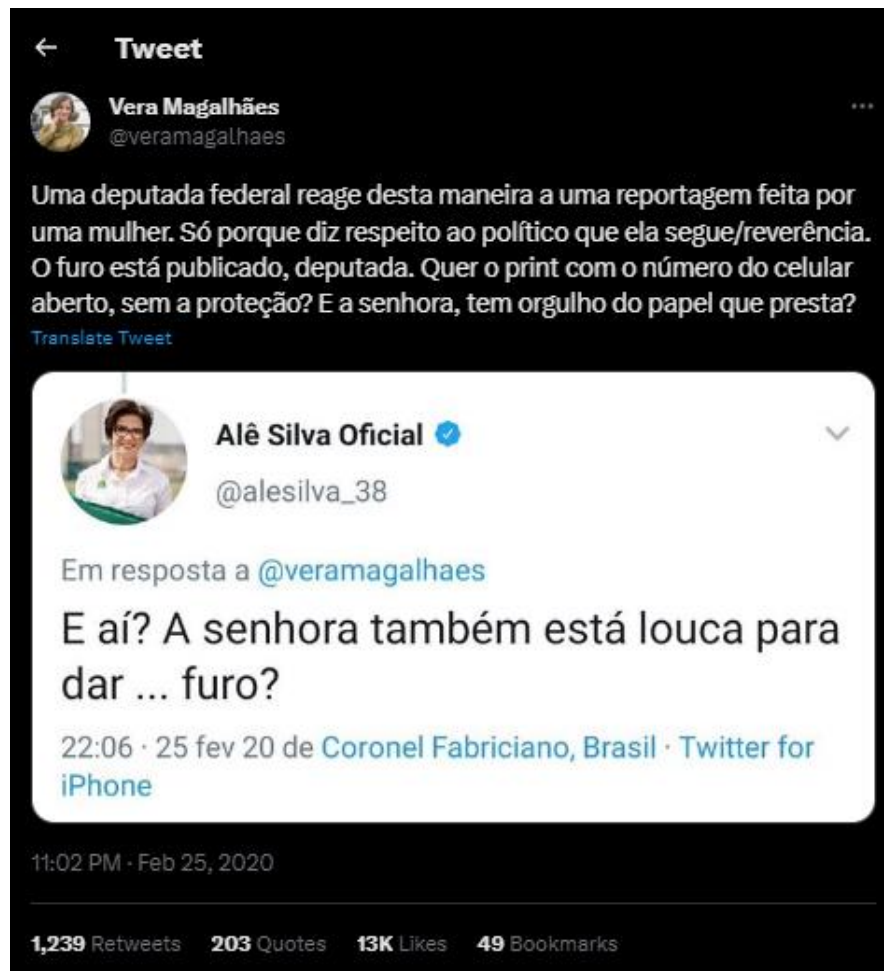 ← Tweet
Vera Magalhães
@veramagalhaes
Uma deputada federal reage desta maneira a uma reportagem feita por
uma mulher. Só porque diz respeito ao político que ela segue/reverência.
O furo está publicado, deputada. Quer o print com o número do celular
aberto, sem a proteção? E a senhora, tem orgulho do papel que presta?
Translate Tweet
Alê Silva Oficial
@alesilva_38
Em resposta a @veramagalhaes
E aí? A senhora também está louca para
dar ... furo?
22:06 · 25 fev 20 de Coronel Fabriciano, Brasil · Twitter for
iPhone
11:02 PM · Feb 25, 2020
1,239 Retweets 203 Quotes 13K Likes 49 Bookmarks